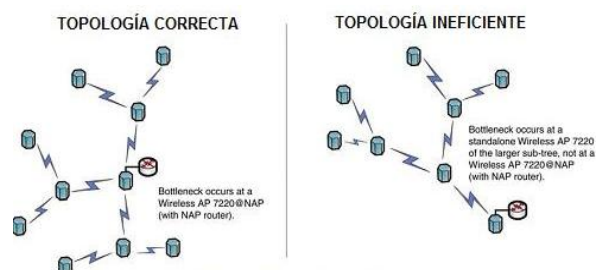 TOPOLOGÍA CORRECTA
Bottleneck occurs at a
Wireless AP 7220@NAP
(with NAP router).
TOPOLOGÍA INEFICIENTE
Bottleneck occurs at a
standalone Wireless AP 7220
of the larger sub-tree, not at a
Wireless AP 7220@NAP
(with NAP router).